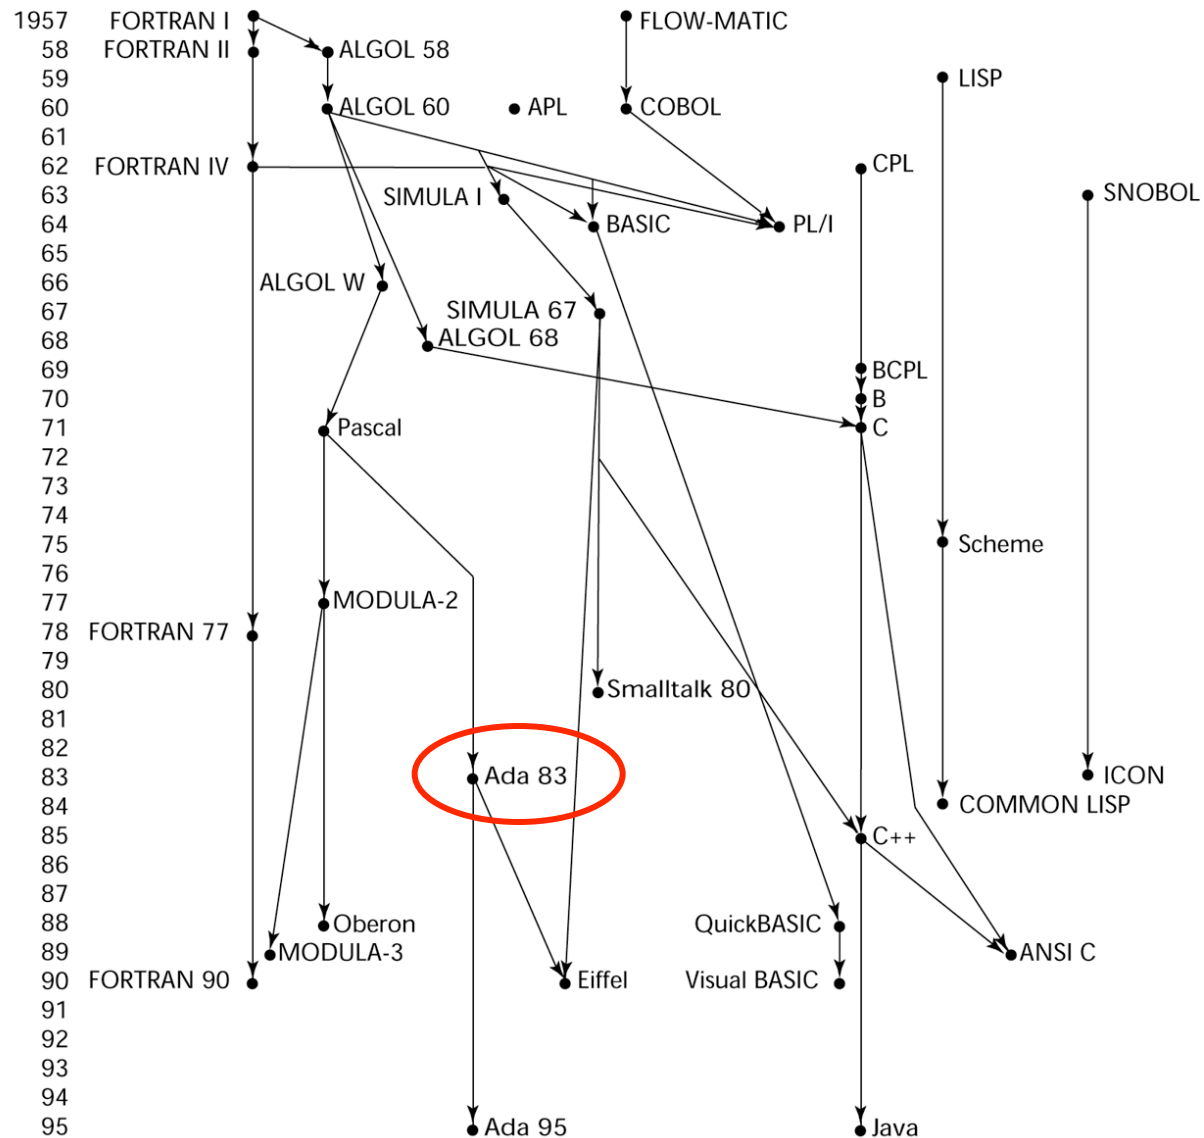 1957 FORTRAN I FLOW-MATIC
58 FORTRAN II ALGOL 58
59 LISP
60 ALGOL 60 APL COBOL
61
62 FORTRAN IV CPL
63 SIMULA I SNOBOL
64 BASIC PL/I
65
66 ALGOL W
67 SIMULA 67
68 ALGOL 68
69 BCPL
70 B
71 Pascal C
72
73
74
75 Scheme
76
77 MODULA-2
78 FORTRAN 77
79
80 Smalltalk 80
81
82
83 Ada 83 ICON
84 COMMON LISP
85 C++
86
87
88 Oberon QuickBASIC
89 MODULA-3 ANSI C
90 FORTRAN 90 Eiffel Visual BASIC
91
92
93
94
95 Ada 95 Java